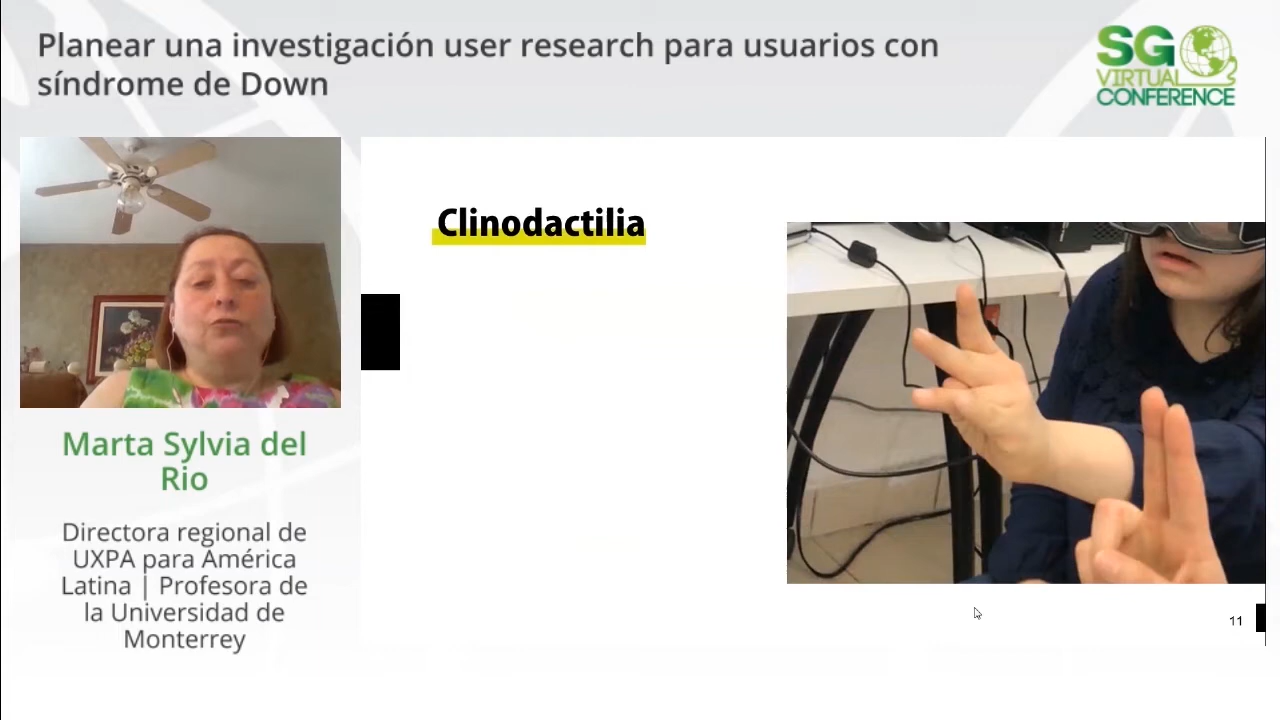 Planear una investigación user research para usuarios con
síndrome de Down
SG
VIRTUAL
CONFERENCE
Clinodactilia
Marta Sylvia del
Rio
Directora regional de
UXPA para América
Latina | Profesora de
la Universidad de
Monterrey
11